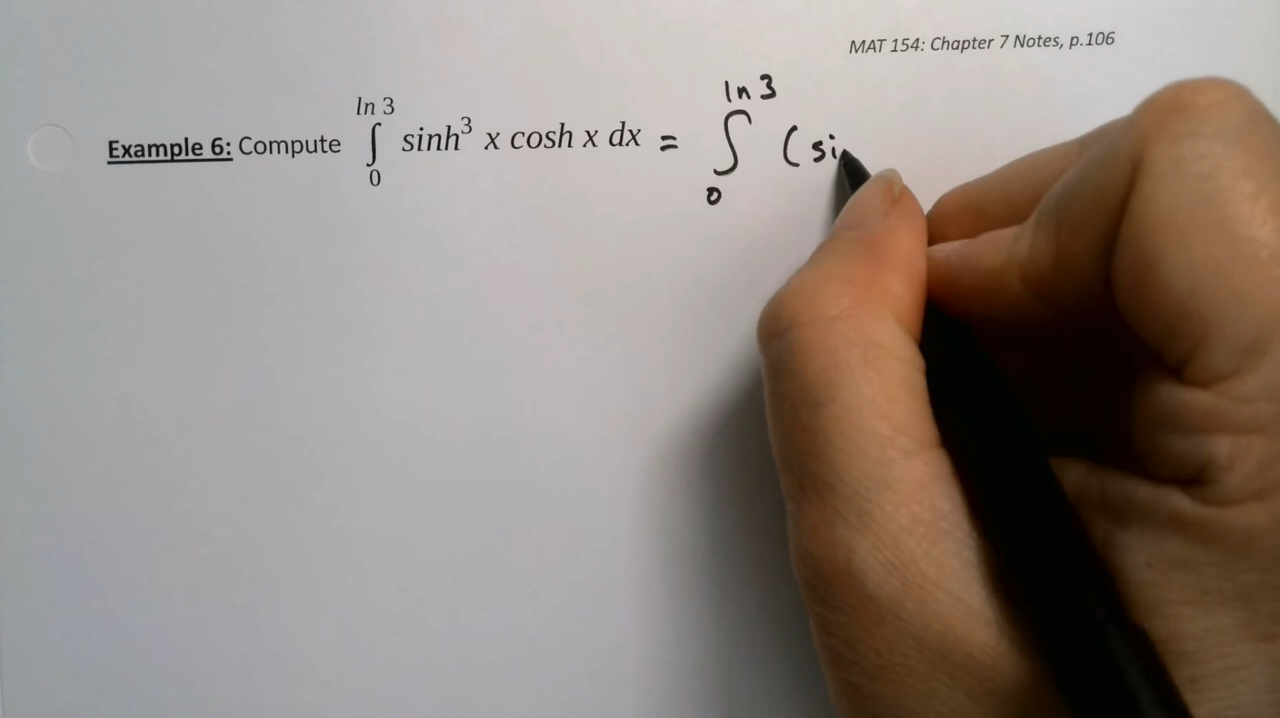 MAT 154: Chapter 7 Notes, p.106
Example 6: Compute ∫₀^(ln 3) sinh³ x cosh x dx = ∫₀^(ln 3) (si